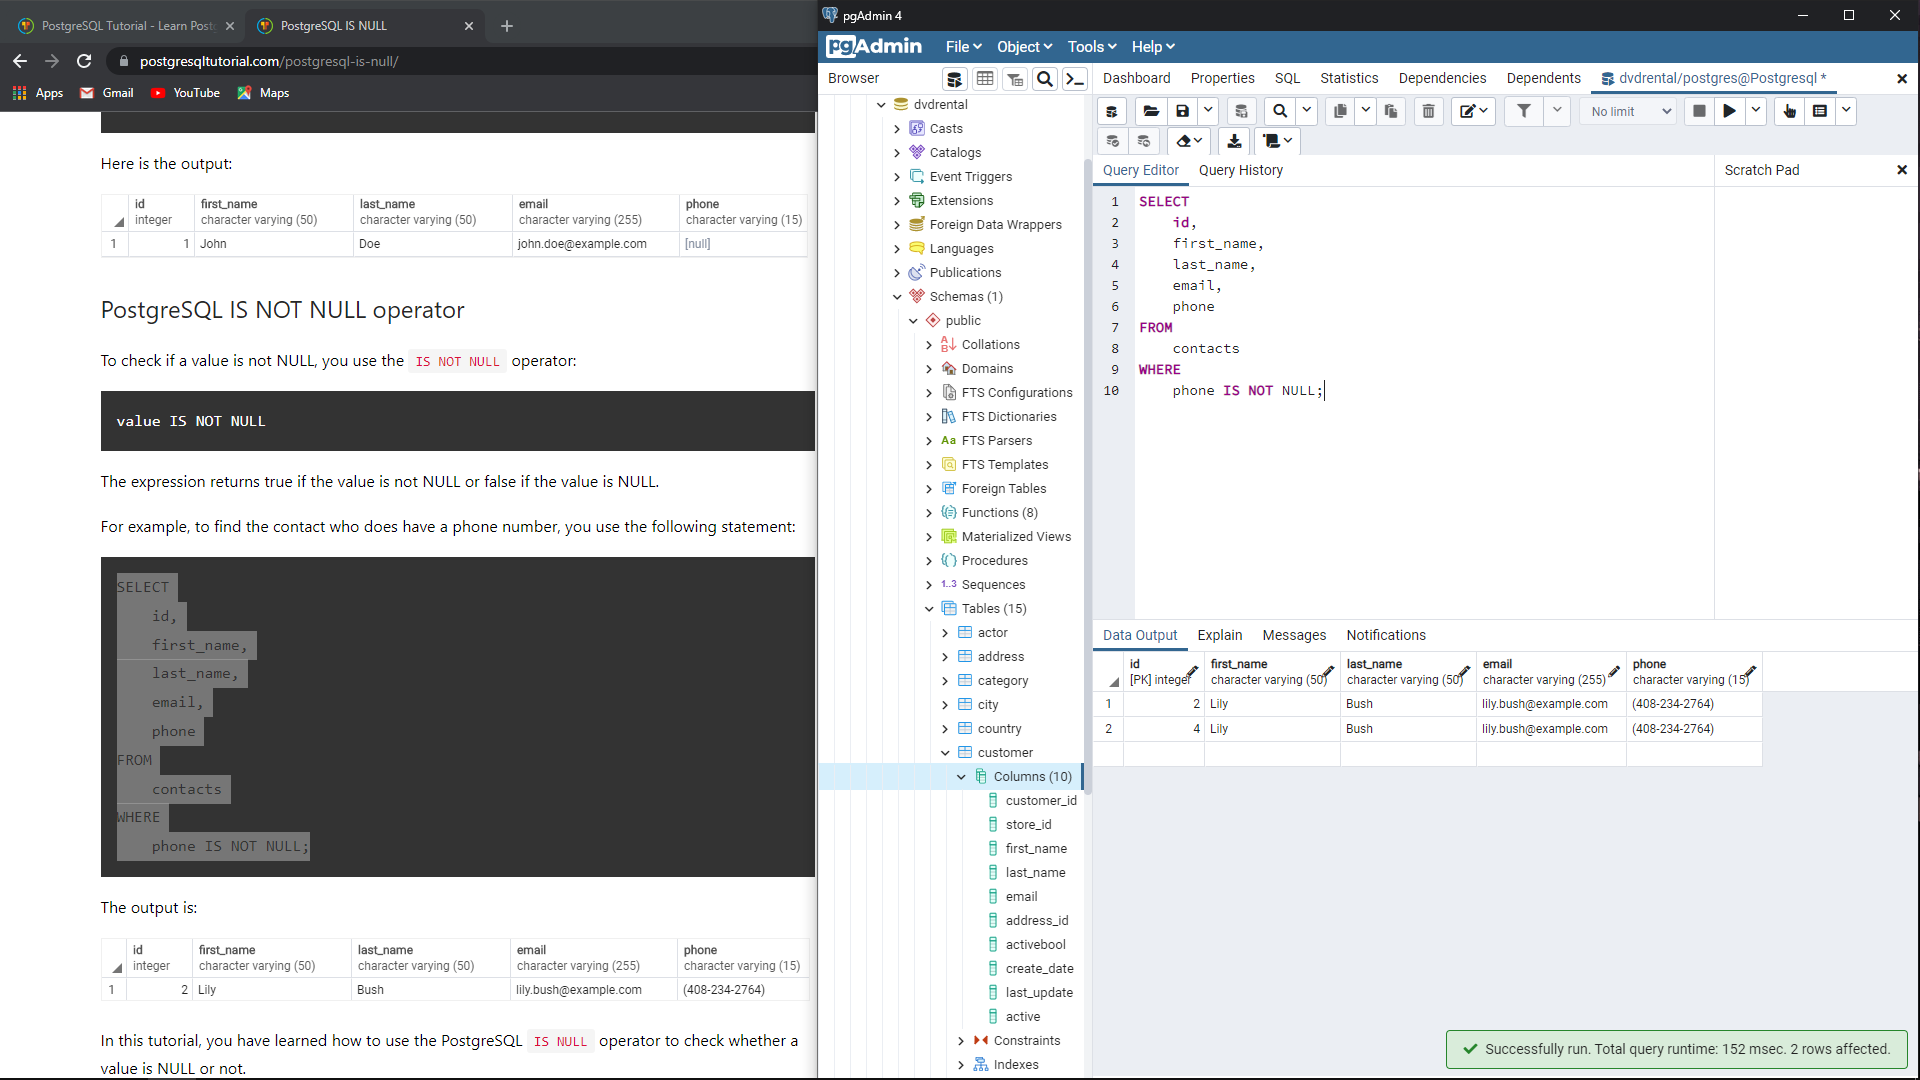 PostgreSQL Tutorial - Learn Postg
PostgreSQL IS NULL
postgresqltutorial.com/postgresql-is-null/
Apps
Gmail
YouTube
Maps
Here is the output:
id first_name last_name email phone
integer character varying (50) character varying (50) character varying (255) character varying (15)
1 1 John Doe john.doe@example.com [null]
PostgreSQL IS NOT NULL operator
To check if a value is not NULL, you use the IS NOT NULL operator:
value IS NOT NULL
The expression returns true if the value is not NULL or false if the value is NULL.
For example, to find the contact who does have a phone number, you use the following statement:
SELECT
id,
first_name,
last_name,
email,
phone
FROM
contacts
WHERE
phone IS NOT NULL;
The output is:
id first_name last_name email phone
integer character varying (50) character varying (50) character varying (255) character varying (15)
1 2 Lily Bush lily.bush@example.com (408-234-2764)
In this tutorial, you have learned how to use the PostgreSQL IS NULL operator to check whether a
value is NULL or not.
pgAdmin 4
pgAdmin
File
Object
Tools
Help
Browser
dvdrental
Casts
Catalogs
Event Triggers
Extensions
Foreign Data Wrappers
Languages
Publications
Schemas (1)
public
Collations
Domains
FTS Configurations
FTS Dictionaries
Aa FTS Parsers
FTS Templates
Foreign Tables
Functions (8)
Materialized Views
Procedures
1..3 Sequences
Tables (15)
actor
address
category
city
country
customer
Columns (10)
customer_id
store_id
first_name
last_name
email
address_id
activebool
create_date
last_update
active
Constraints
Indexes
Dashboard
Properties
SQL
Statistics
Dependencies
Dependents
dvdrental/postgres@Postgresql *
No limit
Query Editor
Query History
Scratch Pad
1 SELECT
2 id,
3 first_name,
4 last_name,
5 email,
6 phone
7 FROM
8 contacts
9 WHERE
10 phone IS NOT NULL;
Data Output
Explain
Messages
Notifications
id first_name last_name email phone
[PK] integer character varying (50) character varying (50) character varying (255) character varying (15)
1 2 Lily Bush lily.bush@example.com (408-234-2764)
2 4 Lily Bush lily.bush@example.com (408-234-2764)
Successfully run. Total query runtime: 152 msec. 2 rows affected.